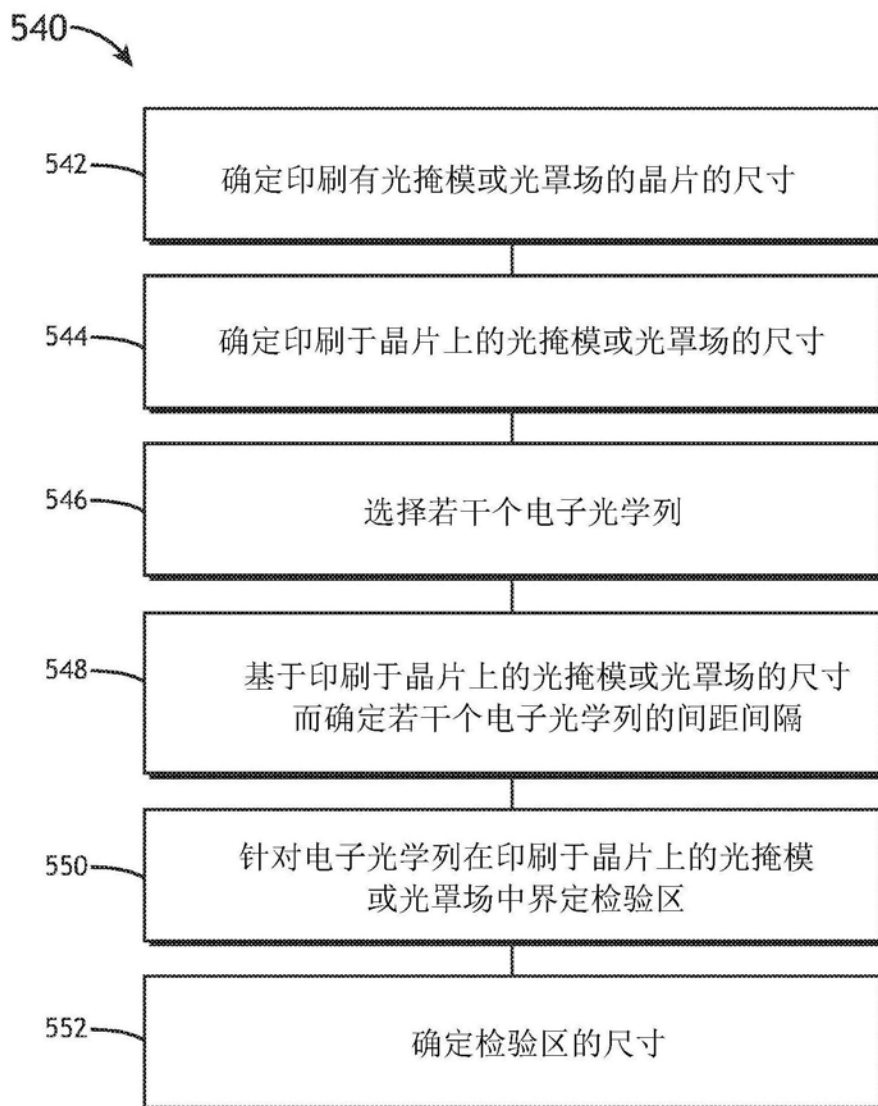 540
542
确定印刷有光掩模或光罩场的晶片的尺寸
544
确定印刷于晶片上的光掩模或光罩场的尺寸
546
选择若干个电子光学列
548
基于印刷于晶片上的光掩模或光罩场的尺寸
而确定若干个电子光学列的间距间隔
550
针对电子光学列在印刷于晶片上的光掩模
或光罩场中界定检验区
552
确定检验区的尺寸